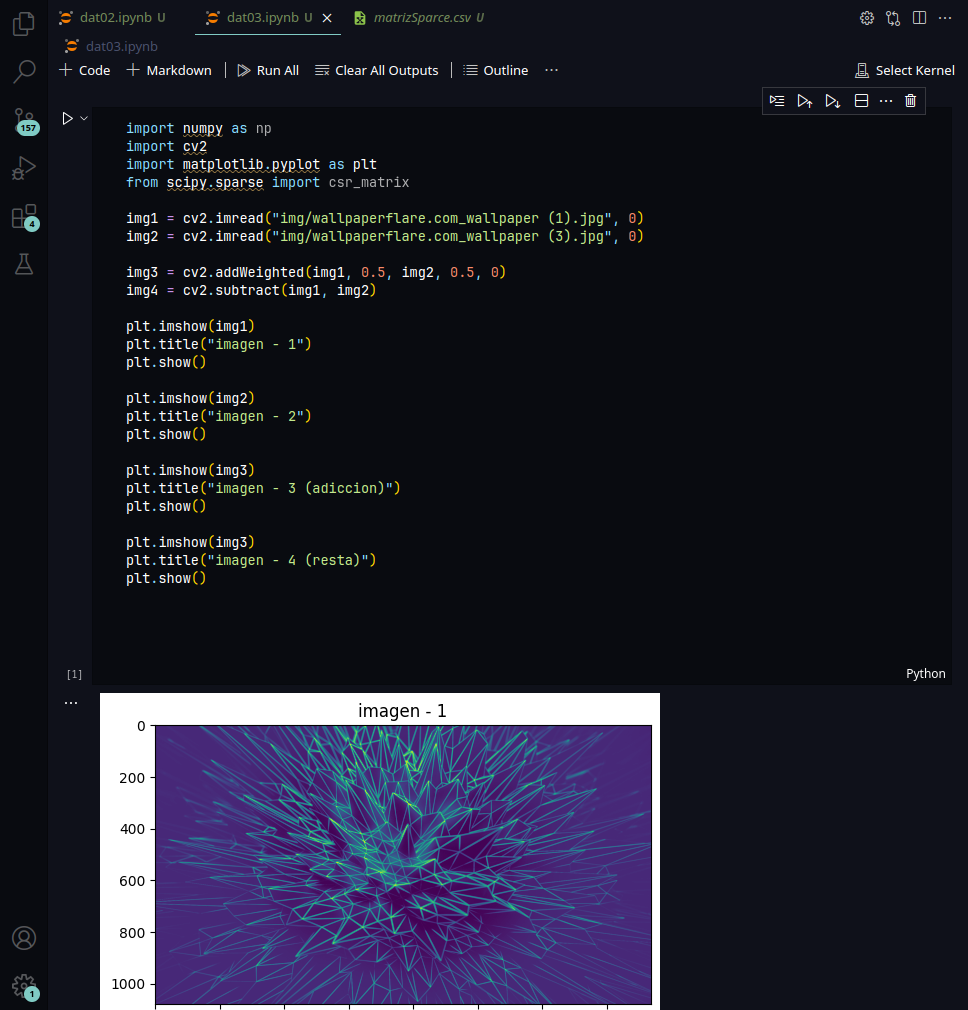 dat02.ipynb U
dat03.ipynb U
matrizSparce.csv U
dat03.ipynb
Code
Markdown
Run All
Clear All Outputs
Outline
Select Kernel
157
4
1
import numpy as np
import cv2
import matplotlib.pyplot as plt
from scipy.sparse import csr_matrix
img1 = cv2.imread("img/wallpaperflare.com_wallpaper (1).jpg", 0)
img2 = cv2.imread("img/wallpaperflare.com_wallpaper (3).jpg", 0)
img3 = cv2.addWeighted(img1, 0.5, img2, 0.5, 0)
img4 = cv2.subtract(img1, img2)
plt.imshow(img1)
plt.title("imagen - 1")
plt.show()
plt.imshow(img2)
plt.title("imagen - 2")
plt.show()
plt.imshow(img3)
plt.title("imagen - 3 (adiccion)")
plt.show()
plt.imshow(img3)
plt.title("imagen - 4 (resta)")
plt.show()
[1]
Python
imagen - 1
0
200
400
600
800
1000